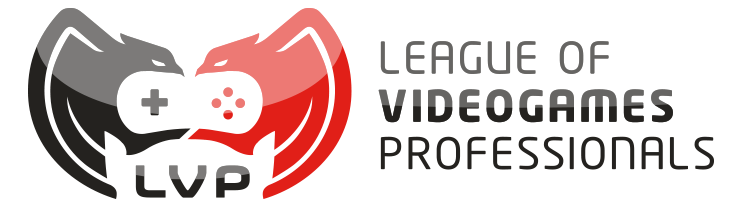 LVP
LEAGUE OF
VIDEOGAMES
PROFESSIONALS